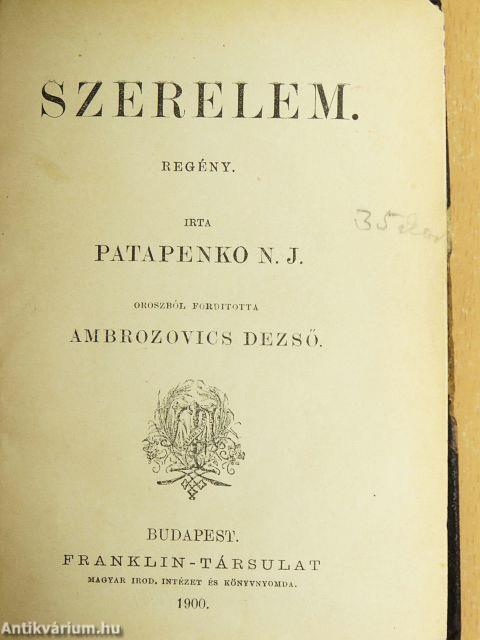 SZERELEM.
REGÉNY.
IRTA
PATAPENKO N. J.
OROSZBÓL FORDITOTTA
AMBROZOVICS DEZSŐ.
BUDAPEST.
FRANKLIN-TÁRSULAT
MAGYAR IROD. INTÉZET ÉS KÖNYVNYOMDA.
1900.
Antikvárium.hu